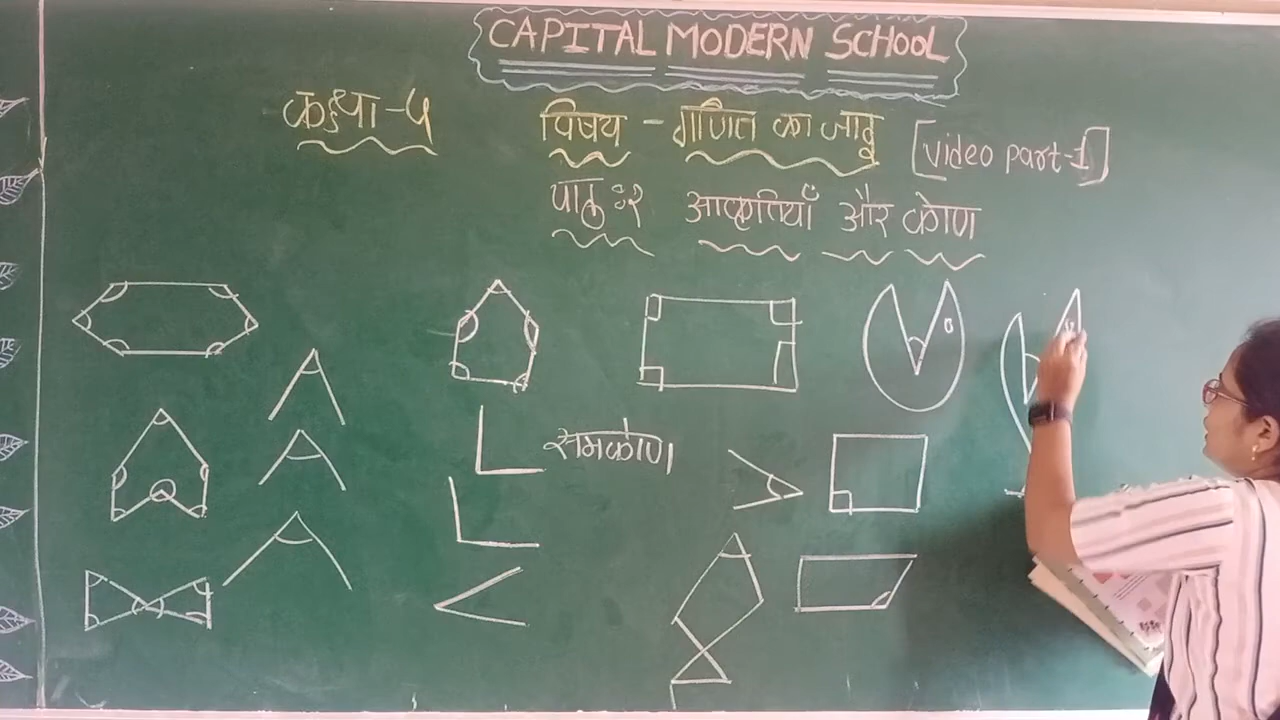 CAPITAL MODERN SCHOOL
कक्षा-५ विषय - गणित का जादू [video part-1]
पाठ :२ आकृतियाँ और कोण
समकोण